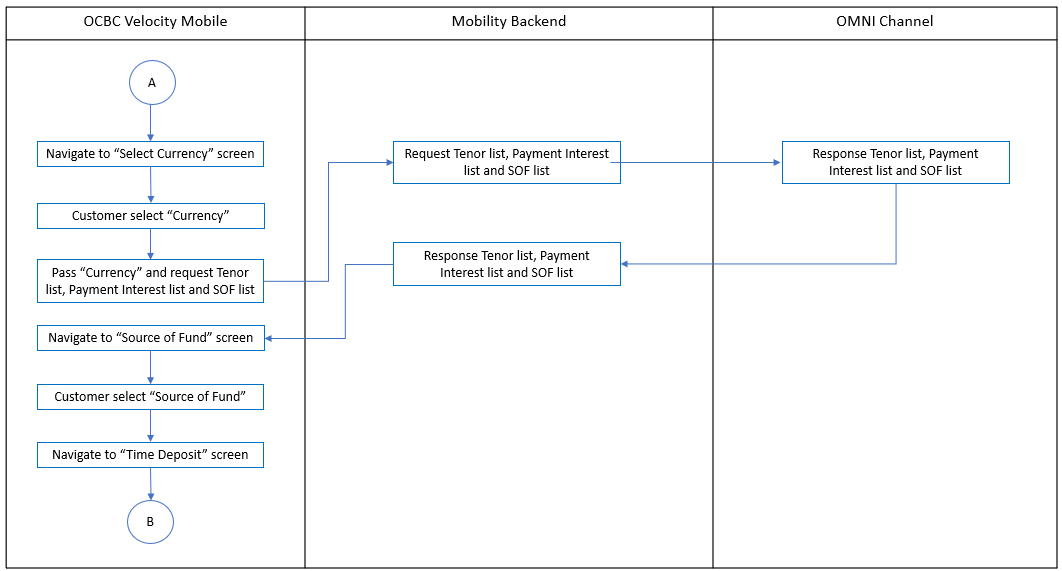 OCBC Velocity Mobile
Mobility Backend
OMNI Channel
A
Navigate to “Select Currency” screen
Customer select “Currency”
Pass “Currency” and request Tenor
list, Payment Interest list and SOF list
Navigate to “Source of Fund” screen
Customer select “Source of Fund”
Navigate to “Time Deposit” screen
B
Request Tenor list, Payment Interest
list and SOF list
Response Tenor list, Payment
Interest list and SOF list
Response Tenor list, Payment
Interest list and SOF list